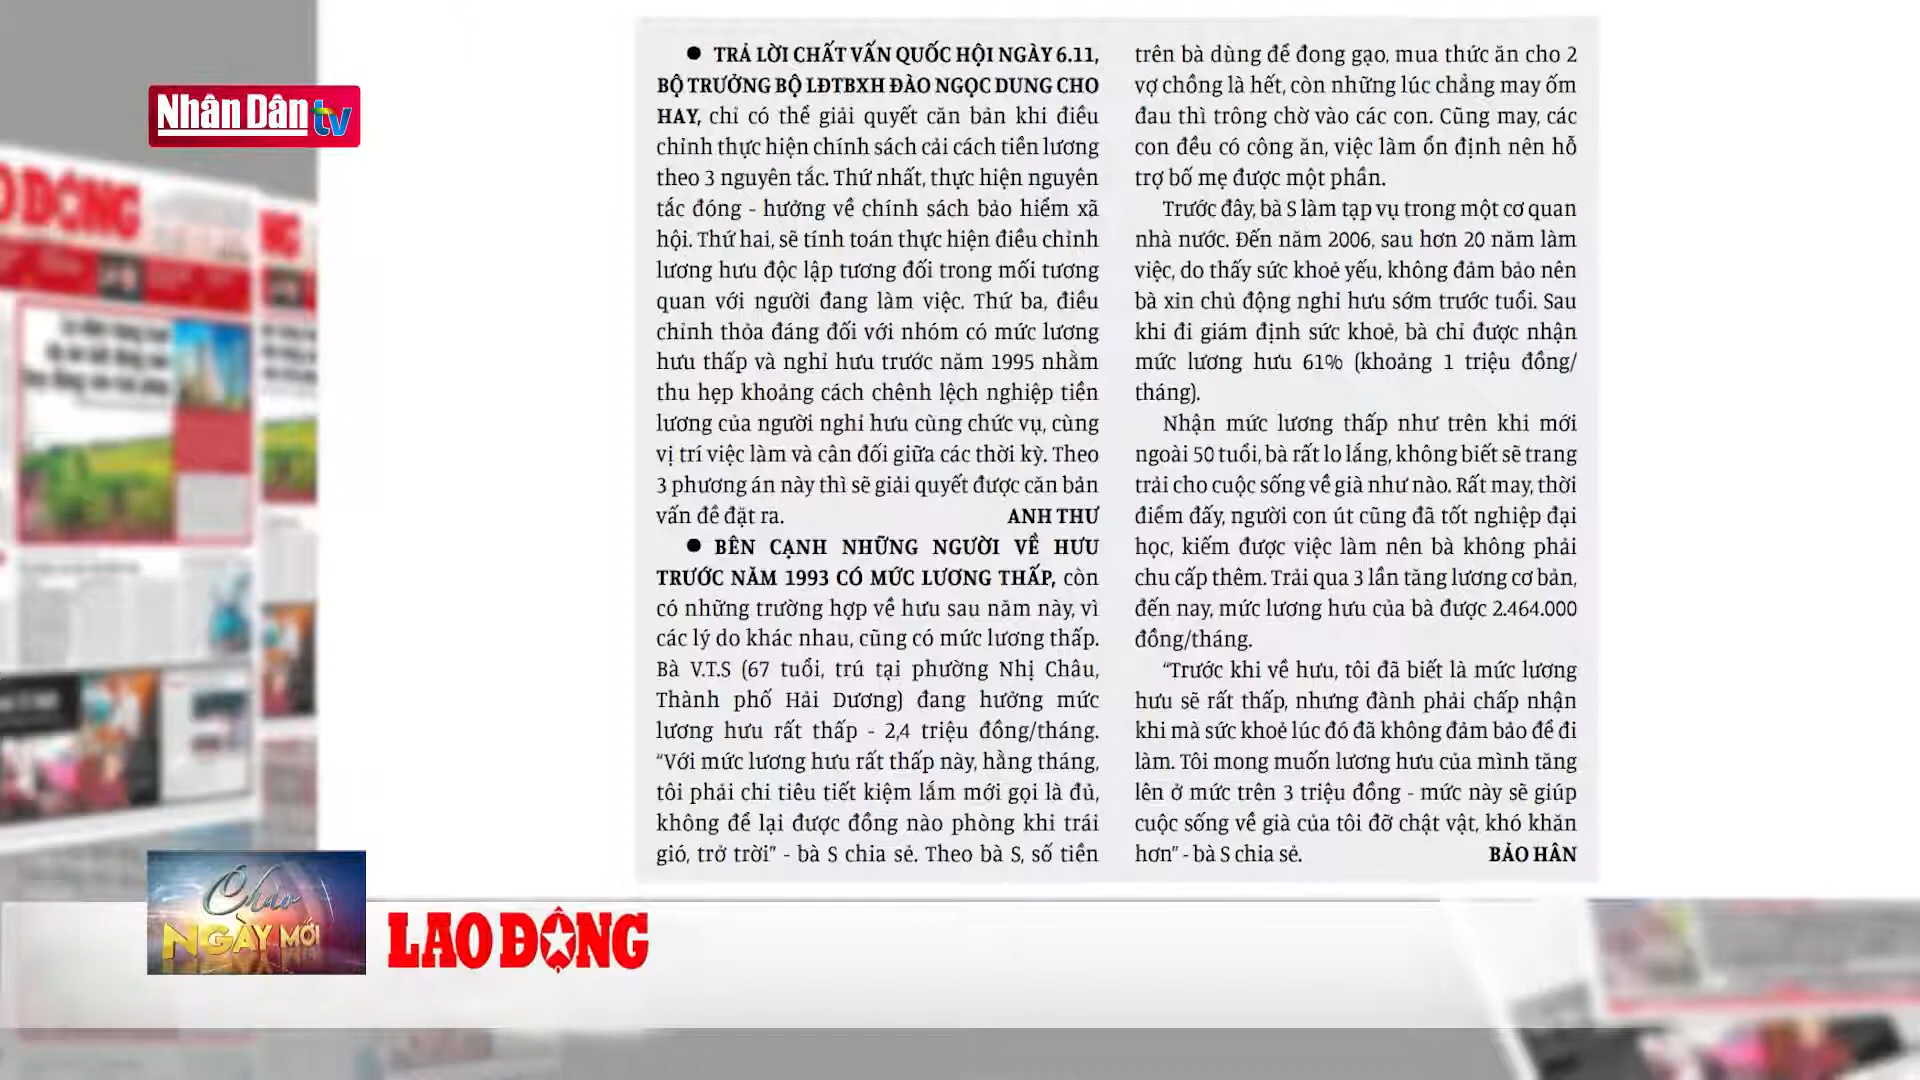 Nhân Dân tv
● TRẢ LỜI CHẤT VẤN QUỐC HỘI NGÀY 6.11,
BỘ TRƯỞNG BỘ LĐTBXH ĐÀO NGỌC DUNG CHO
HAY, chỉ có thể giải quyết căn bản khi điều
chỉnh thực hiện chính sách cải cách tiền lương
theo 3 nguyên tắc. Thứ nhất, thực hiện nguyên
tắc đóng - hưởng về chính sách bảo hiểm xã
hội. Thứ hai, sẽ tính toán thực hiện điều chỉnh
lương hưu độc lập tương đối trong mối tương
quan với người đang làm việc. Thứ ba, điều
chỉnh thỏa đáng đối với nhóm có mức lương
hưu thấp và nghỉ hưu trước năm 1995 nhằm
thu hẹp khoảng cách chênh lệch nghiệp tiền
lương của người nghỉ hưu cùng chức vụ, cùng
vị trí việc làm và cân đối giữa các thời kỳ. Theo
3 phương án này thì sẽ giải quyết được căn bản
vấn đề đặt ra. ANH THƯ
● BÊN CẠNH NHỮNG NGƯỜI VỀ HƯU
TRƯỚC NĂM 1993 CÓ MỨC LƯƠNG THẤP, còn
có những trường hợp về hưu sau năm này, vì
các lý do khác nhau, cũng có mức lương thấp.
Bà V.T.S (67 tuổi, trú tại phường Nhị Châu,
Thành phố Hải Dương) đang hưởng mức
lương hưu rất thấp - 2,4 triệu đồng/tháng.
“Với mức lương hưu rất thấp này, hằng tháng,
tôi phải chi tiêu tiết kiệm lắm mới gọi là đủ,
không để lại được đồng nào phòng khi trái
gió, trở trời” - bà S chia sẻ. Theo bà S, số tiền
trên bà dùng để đong gạo, mua thức ăn cho 2
vợ chồng là hết, còn những lúc chẳng may ốm
đau thì trông chờ vào các con. Cũng may, các
con đều có công ăn, việc làm ổn định nên hỗ
trợ bố mẹ được một phần.
Trước đây, bà S làm tạp vụ trong một cơ quan
nhà nước. Đến năm 2006, sau hơn 20 năm làm
việc, do thấy sức khoẻ yếu, không đảm bảo nên
bà xin chủ động nghỉ hưu sớm trước tuổi. Sau
khi đi giám định sức khoẻ, bà chỉ được nhận
mức lương hưu 61% (khoảng 1 triệu đồng/
tháng).
Nhận mức lương thấp như trên khi mới
ngoài 50 tuổi, bà rất lo lắng, không biết sẽ trang
trải cho cuộc sống về già như nào. Rất may, thời
điểm đấy, người con út cũng đã tốt nghiệp đại
học, kiếm được việc làm nên bà không phải
chu cấp thêm. Trải qua 3 lần tăng lương cơ bản,
đến nay, mức lương hưu của bà được 2.464.000
đồng/tháng.
“Trước khi về hưu, tôi đã biết là mức lương
hưu sẽ rất thấp, nhưng đành phải chấp nhận
khi mà sức khoẻ lúc đó đã không đảm bảo để đi
làm. Tôi mong muốn lương hưu của mình tăng
lên ở mức trên 3 triệu đồng - mức này sẽ giúp
cuộc sống về già của tôi đỡ chật vật, khó khăn
hơn” - bà S chia sẻ. BẢO HÂN
Chào
NGÀY MỚI
LAO ĐỘNG